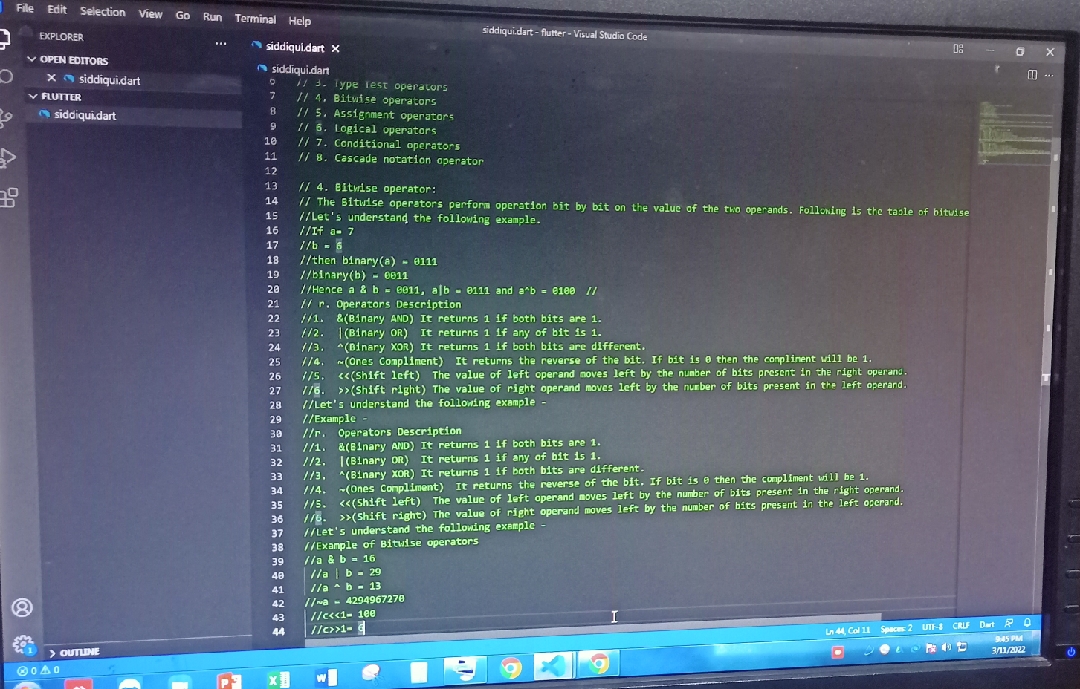 File Edit Selection View Go Run Terminal Help
siddiqui.dart - flutter - Visual Studio Code
EXPLORER
OPEN EDITORS
siddiqui.dart
FLUTTER
siddiqui.dart
siddiqui.dart
siddiqui.dart
6 // 3. Type Test operators
7 // 4. Bitwise operators
8 // 5. Assignment operators
9 // 6. Logical operators
10 // 7. Conditional operators
11 // 8. Cascade notation operator
12
13 // 4. Bitwise operator:
14 // The Bitwise operators perform operation bit by bit on the value of the two operands. Following is the table of bitwise
15 //Let's understand the following example.
16 //If a= 7
17 //b = 6
18 //then binary(a) = 0111
19 //binary(b) = 0011
20 //Hence a & b = 0011, a|b = 0111 and a^b = 0100 //
21 // r. Operators Description
22 //1. &(Binary AND) It returns 1 if both bits are 1.
23 //2. |(Binary OR) It returns 1 if any of bit is 1.
24 //3. ^(Binary XOR) It returns 1 if both bits are different.
25 //4. ~(Ones Compliment) It returns the reverse of the bit. If bit is 0 then the compliment will be 1.
26 //5. <<(Shift left) The value of left operand moves left by the number of bits present in the right operand.
27 //6. >>(Shift right) The value of right operand moves left by the number of bits present in the left operand.
28 //Let's understand the following example -
29 //Example -
30 //r. Operators Description
31 //1. &(Binary AND) It returns 1 if both bits are 1.
32 //2. |(Binary OR) It returns 1 if any of bit is 1.
33 //3. ^(Binary XOR) It returns 1 if both bits are different.
34 //4. ~(Ones Compliment) It returns the reverse of the bit. If bit is 0 then the compliment will be 1.
35 //5. <<(Shift left) The value of left operand moves left by the number of bits present in the right operand.
36 //6. >>(Shift right) The value of right operand moves left by the number of bits present in the left operand.
37 //Let's understand the following example -
38 //Example of Bitwise operators
39 //a & b = 16
40 //a | b = 29
41 //a ^ b = 13
42 //~a = 4294967270
43 //c<<1= 100
44 //c>>1= 6
OUTLINE
Ln 44, Col 11 Spaces: 2 UTF-8 CRLF Dart
0 0
9:45 PM
3/11/2022